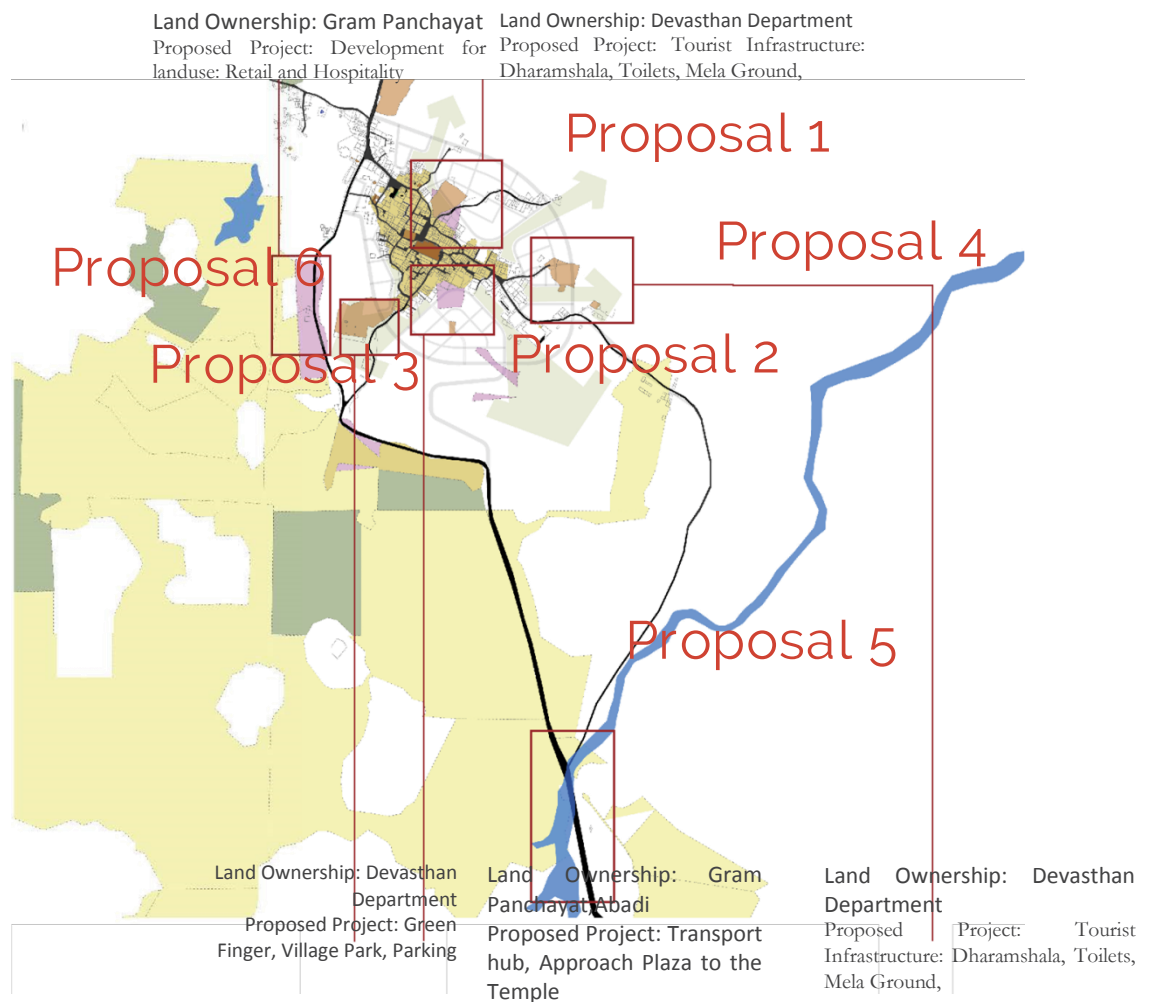 Land Ownership: Gram Panchayat
Proposed Project: Development for
landuse: Retail and Hospitality
Land Ownership: Devasthan Department
Proposed Project: Tourist Infrastructure:
Dharamshala, Toilets, Mela Ground,
Proposal 1
Proposal 4
Proposal 6
Proposal 2
Proposal 3
Proposal 5
Land Ownership: Devasthan
Department
Proposed Project: Green
Finger, Village Park, Parking
Land Ownership: Gram
Panchayat, Abadi
Proposed Project: Transport
hub, Approach Plaza to the
Temple
Land Ownership: Devasthan
Department
Proposed Project: Tourist
Infrastructure: Dharamshala, Toilets,
Mela Ground,